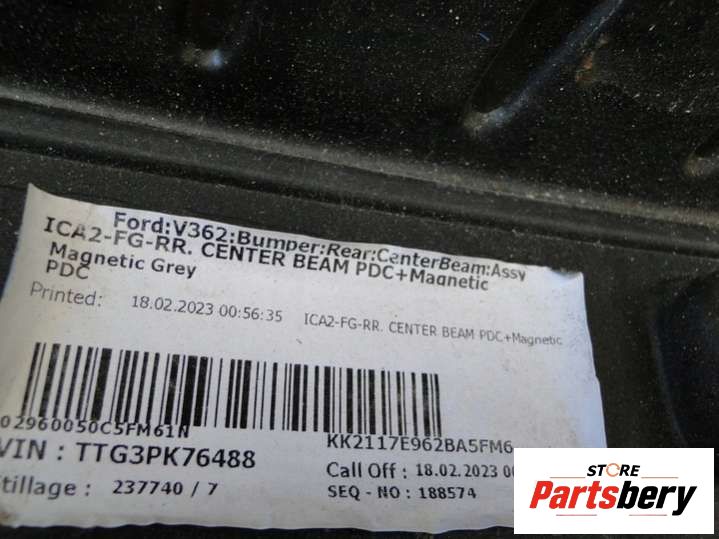 Ford:V362:Bumper:Rear:CenterBeam:Assy
ICA2-FG-RR. CENTER BEAM PDC+Magnetic
Magnetic Grey
PDC
Printed: 18.02.2023 00:56:35 ICA2-FG-RR. CENTER BEAM PDC+Magnetic
02960050C5FM61N
KK2117E962BA5FM6
VIN : TTG3PK76488
Call Off : 18.02.2023
tillage : 237740 / 7
SEQ - NO : 188574
STORE
Partsbery